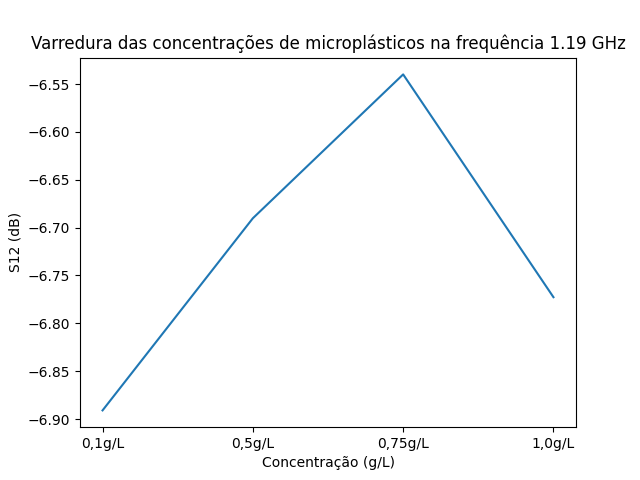 Varredura das concentrações de microplásticos na frequência 1.19 GHz
−6.55
−6.60
−6.65
−6.70
−6.75
−6.80
−6.85
−6.90
S12 (dB)
0,1g/L 0,5g/L 0,75g/L 1,0g/L
Concentração (g/L)